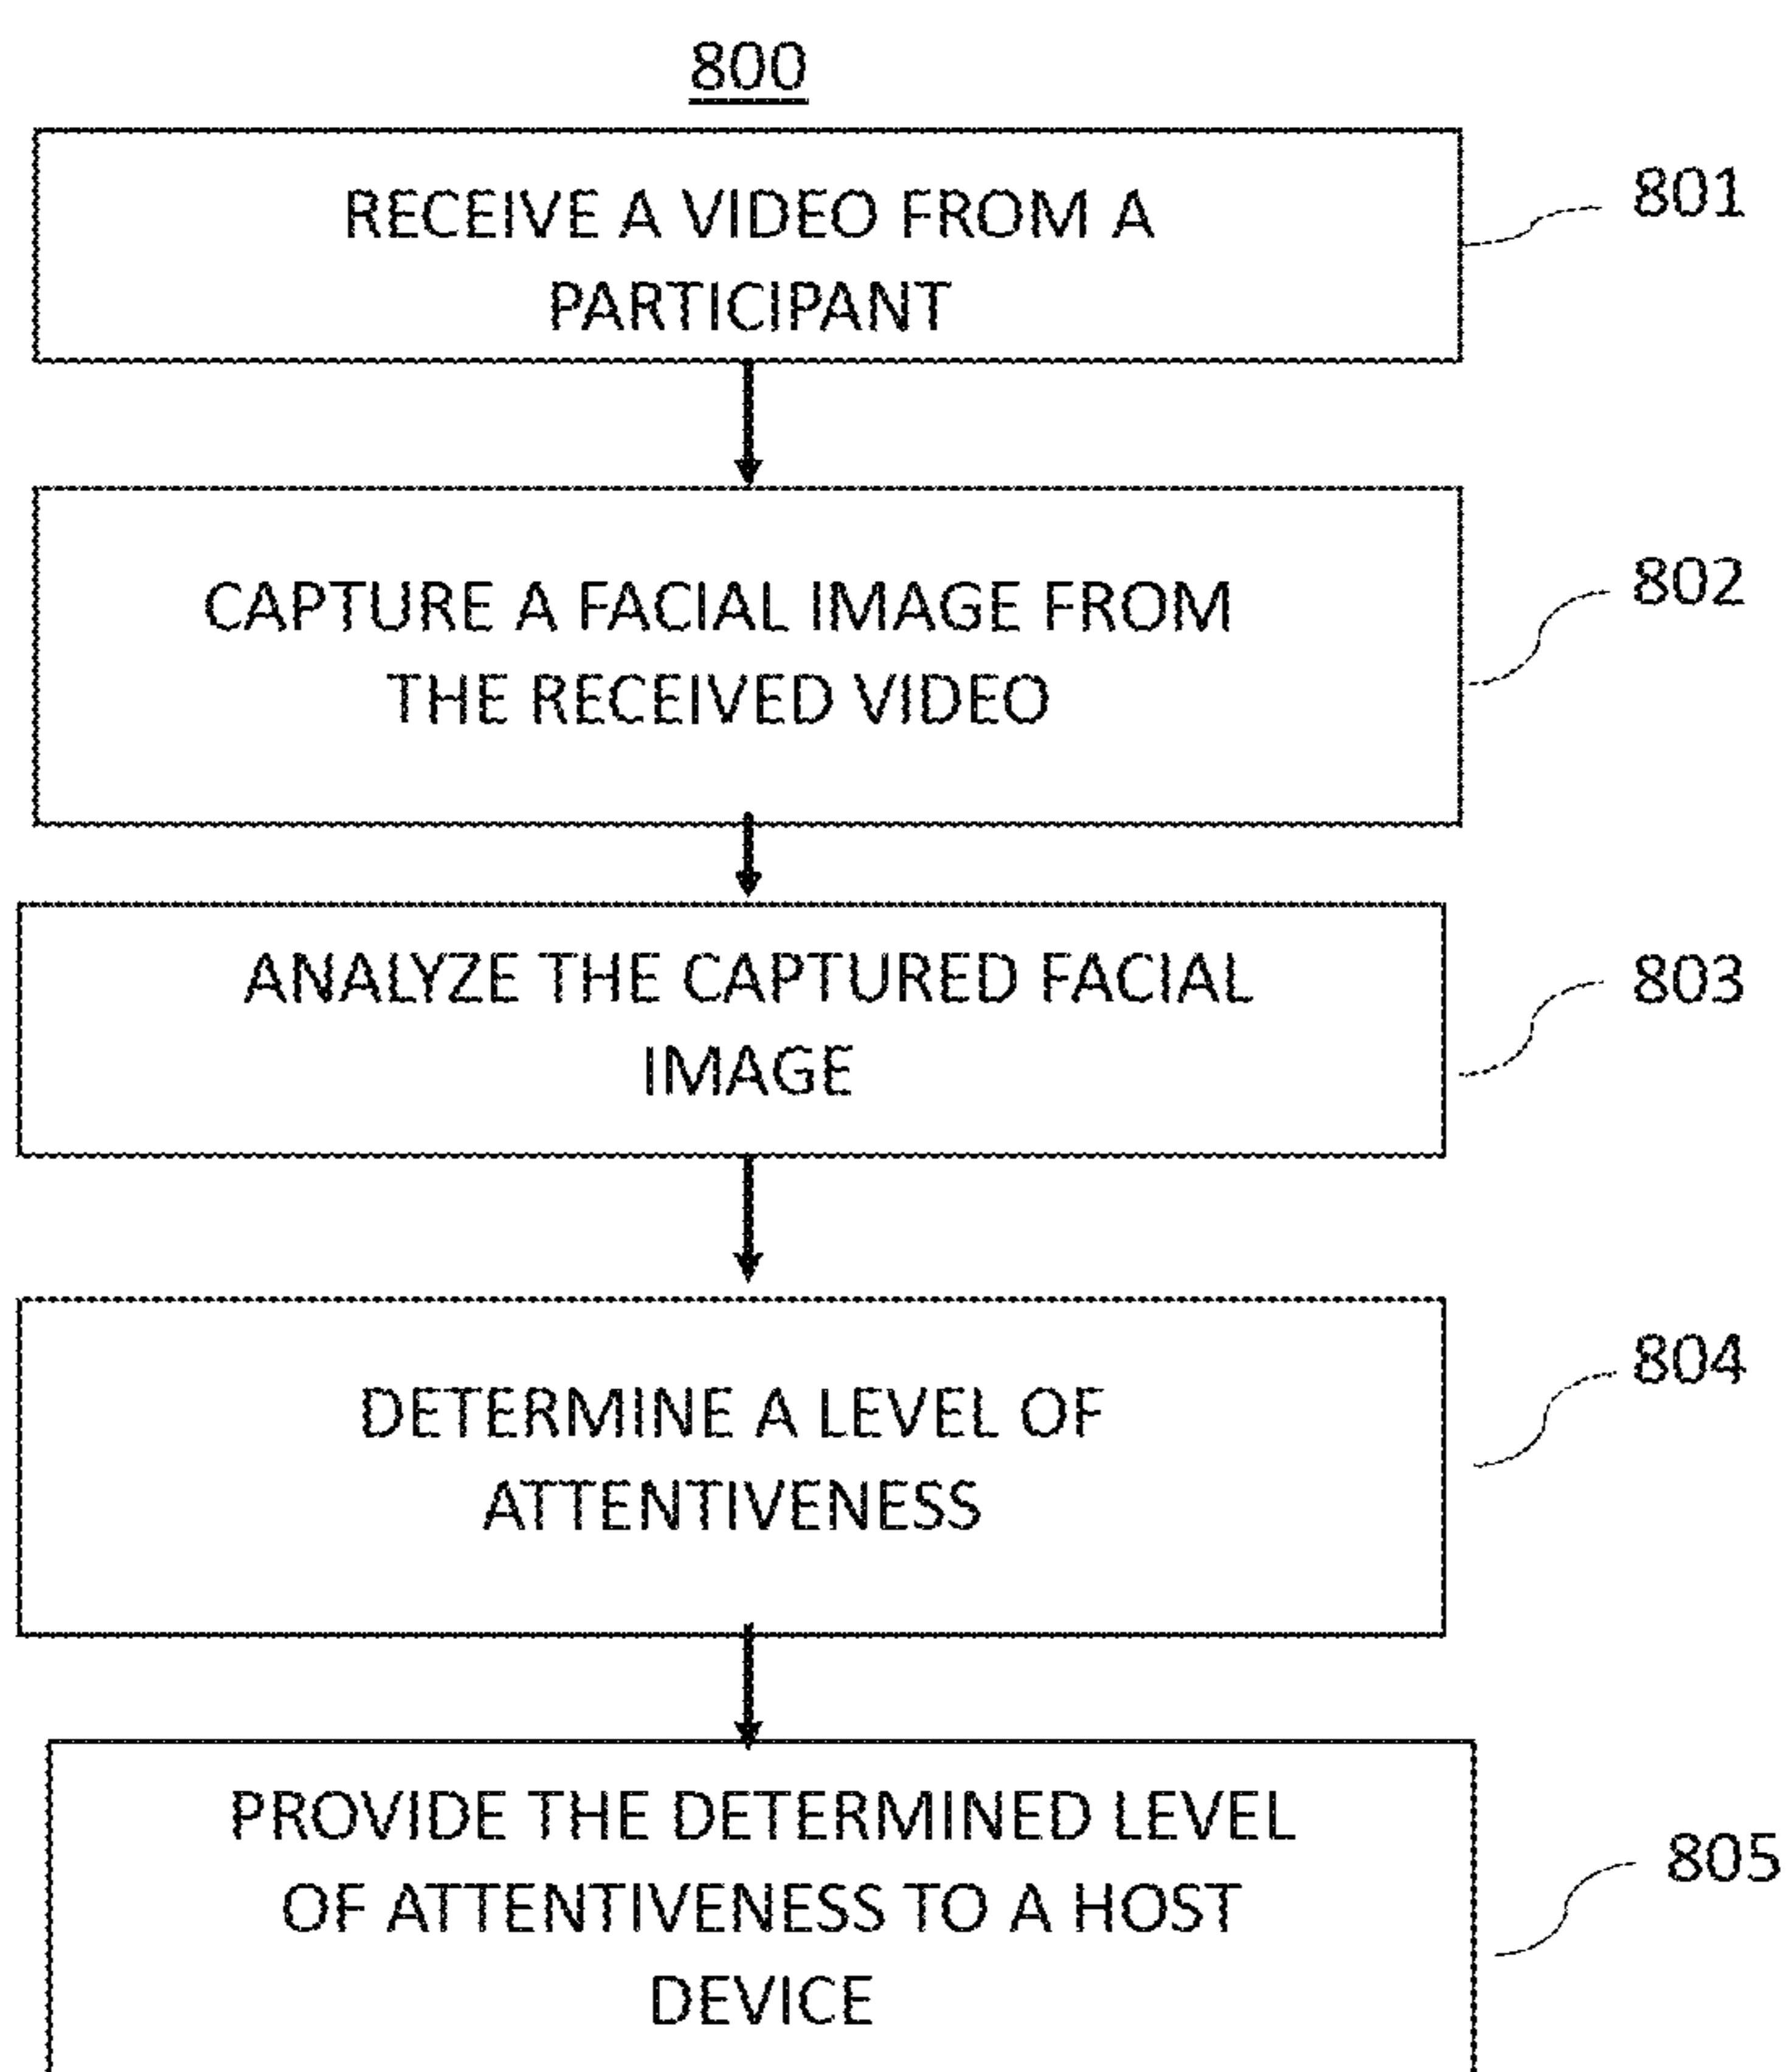 800
RECEIVE A VIDEO FROM A
PARTICIPANT
801
CAPTURE A FACIAL IMAGE FROM
THE RECEIVED VIDEO
802
ANALYZE THE CAPTURED FACIAL
IMAGE
803
DETERMINE A LEVEL OF
ATTENTIVENESS
804
PROVIDE THE DETERMINED LEVEL
OF ATTENTIVENESS TO A HOST
DEVICE
805